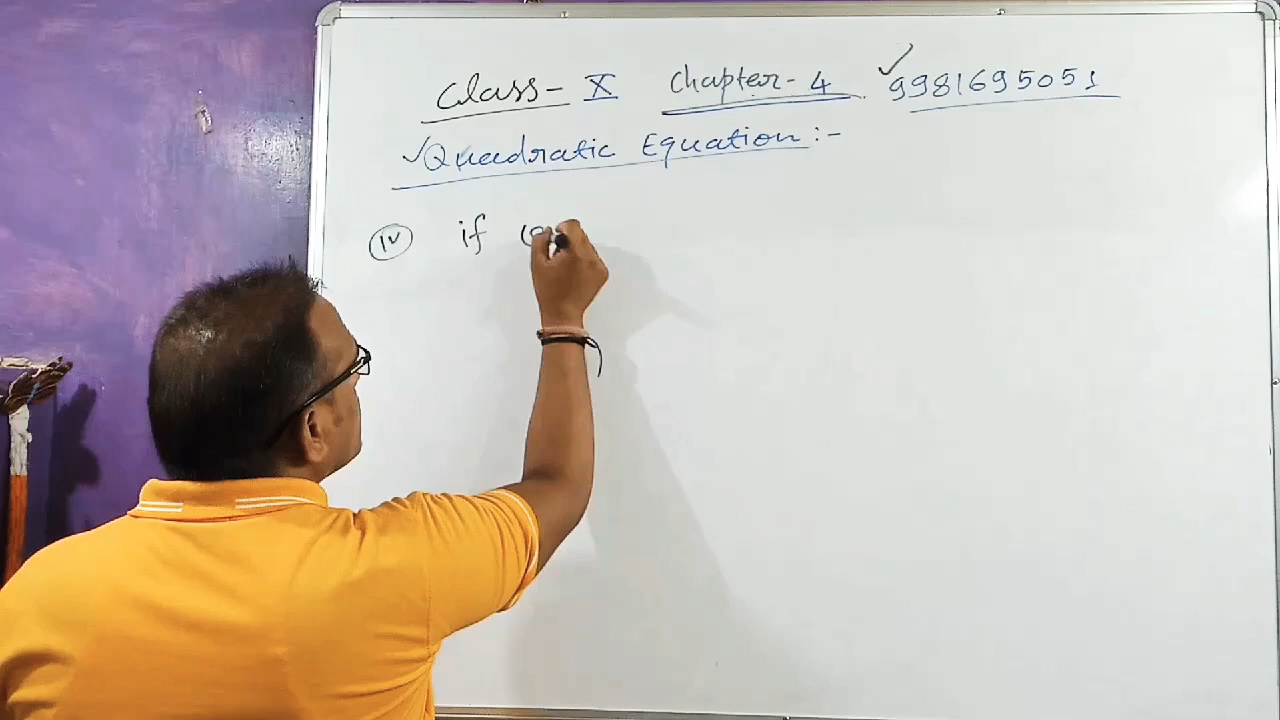 Class- X Chapter- 4 9981695051
Quadratic Equation :-
iv if